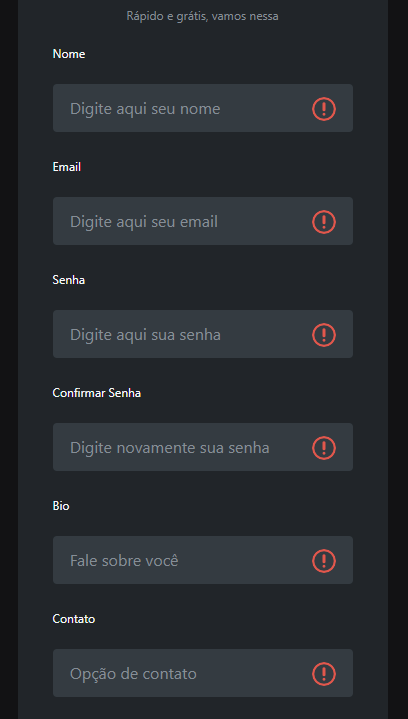 Rápido e grátis, vamos nessa
Nome
Digite aqui seu nome
Email
Digite aqui seu email
Senha
Digite aqui sua senha
Confirmar Senha
Digite novamente sua senha
Bio
Fale sobre você
Contato
Opção de contato